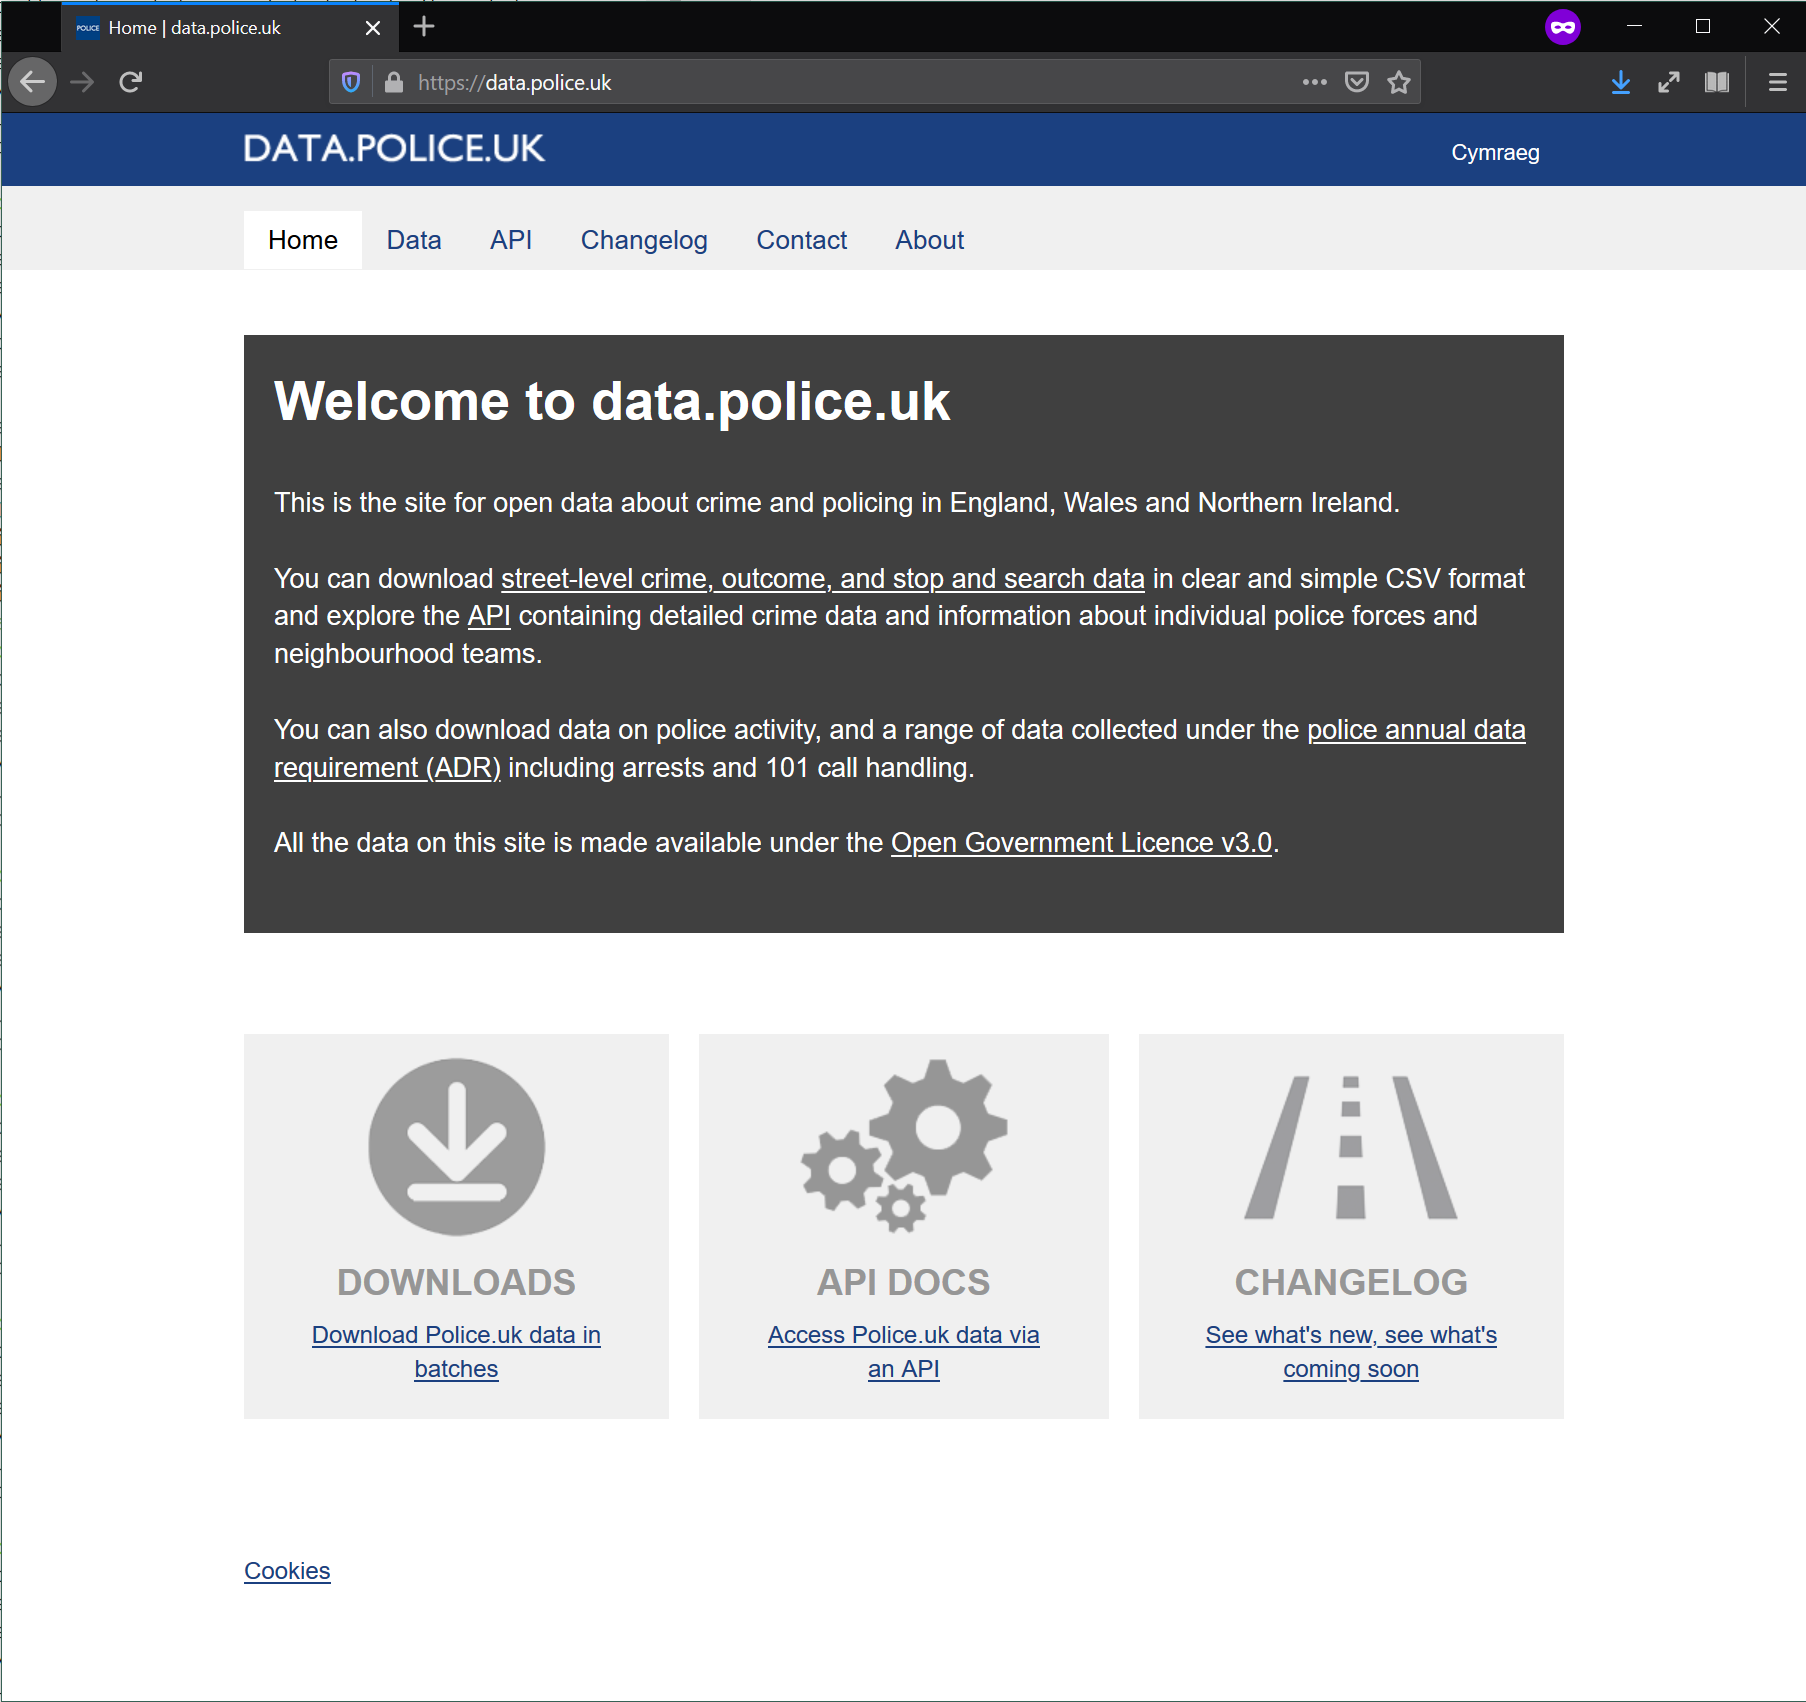 POLICE Home | data.police.uk
https://data.police.uk
DATA.POLICE.UK
Cymraeg
Home Data API Changelog Contact About
Welcome to data.police.uk
This is the site for open data about crime and policing in England, Wales and Northern Ireland.
You can download street-level crime, outcome, and stop and search data in clear and simple CSV format
and explore the API containing detailed crime data and information about individual police forces and
neighbourhood teams.
You can also download data on police activity, and a range of data collected under the police annual data
requirement (ADR) including arrests and 101 call handling.
All the data on this site is made available under the Open Government Licence v3.0.
DOWNLOADS
Download Police.uk data in
batches
API DOCS
Access Police.uk data via
an API
CHANGELOG
See what's new, see what's
coming soon
Cookies